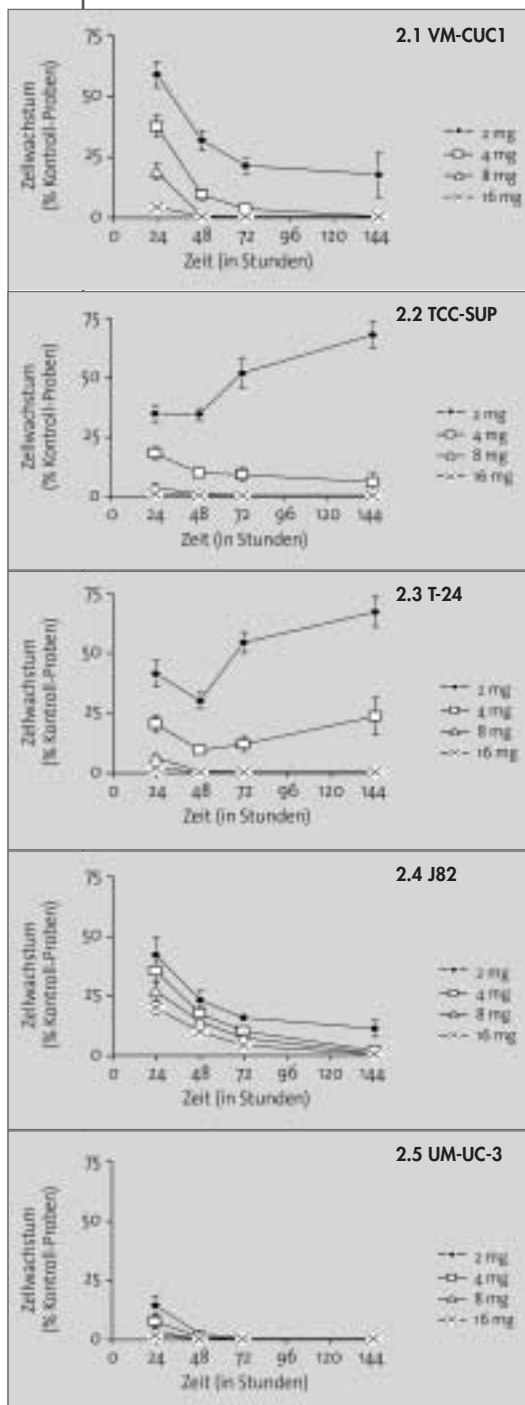 2.1 VM-CUC1
Zellwachstum
(% Kontroll-Proben)
75
50
25
0
0 24 48 72 96 120 144
Zeit (in Stunden)
2 mg
4 mg
8 mg
16 mg
2.2 TCC-SUP
Zellwachstum
(% Kontroll-Proben)
75
50
25
0
0 24 48 72 96 120 144
Zeit (in Stunden)
2 mg
4 mg
8 mg
16 mg
2.3 T-24
Zellwachstum
(% Kontroll-Proben)
75
50
25
0
0 24 48 72 96 120 144
Zeit (in Stunden)
2 mg
4 mg
8 mg
16 mg
2.4 J82
Zellwachstum
(% Kontroll-Proben)
75
50
25
0
0 24 48 72 96 120 144
Zeit (in Stunden)
2 mg
4 mg
8 mg
16 mg
2.5 UM-UC-3
Zellwachstum
(% Kontroll-Proben)
75
50
25
0
0 24 48 72 96 120 144
Zeit (in Stunden)
2 mg
4 mg
8 mg
16 mg